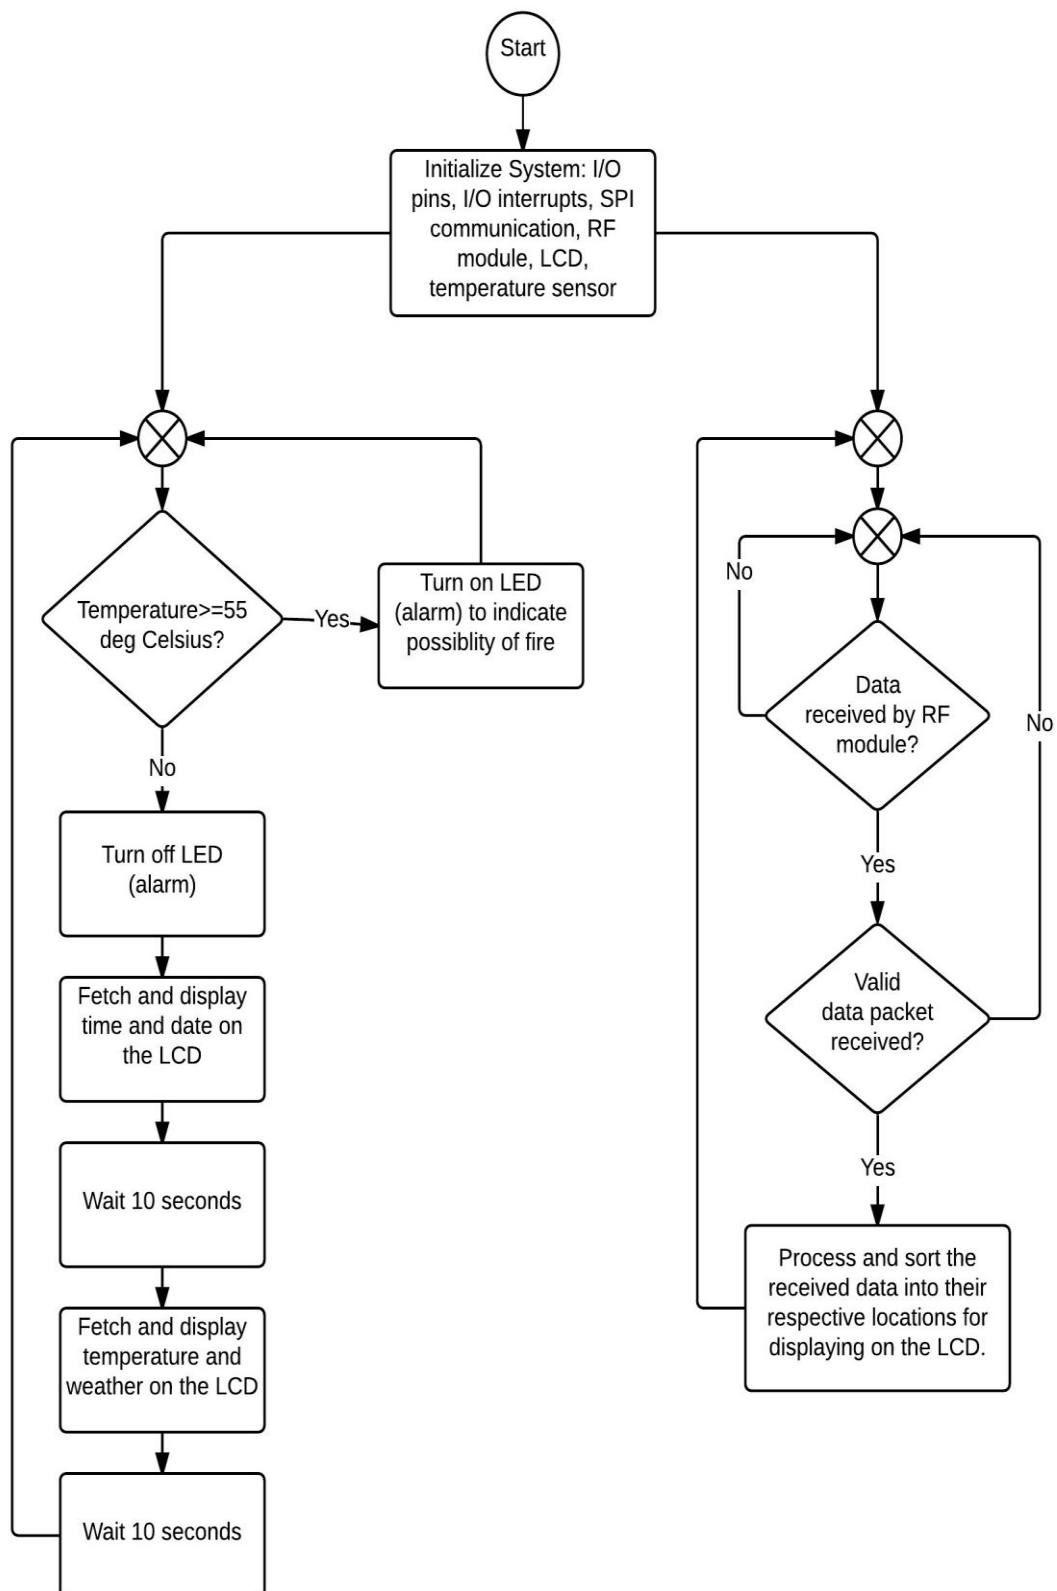 Start
Initialize System: I/O
pins, I/O interrupts, SPI
communication, RF
module, LCD,
temperature sensor
Temperature>=55
deg Celsius?
Yes
Turn on LED
(alarm) to indicate
possiblity of fire
No
Turn off LED
(alarm)
Fetch and display
time and date on
the LCD
Wait 10 seconds
Fetch and display
temperature and
weather on the LCD
Wait 10 seconds
No
Data
received by RF
module?
No
Yes
Valid
data packet
received?
Yes
Process and sort the
received data into their
respective locations for
displaying on the LCD.